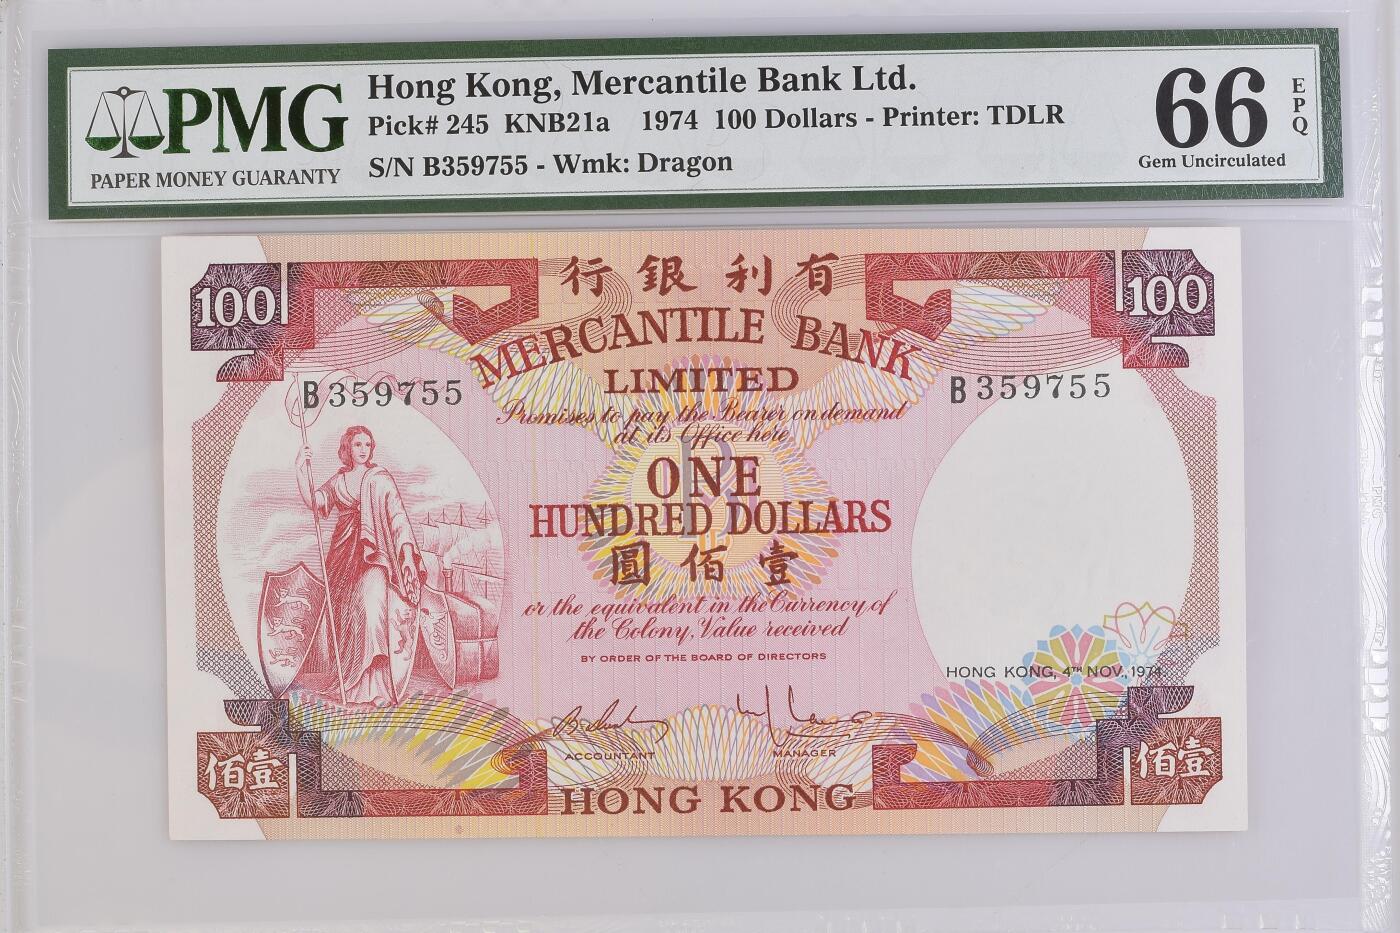 PMG
PAPER MONEY GUARANTY
Hong Kong, Mercantile Bank Ltd.
Pick# 245 KNB21a 1974 100 Dollars - Printer: TDLR
S/N B359755 - Wmk: Dragon
66
EPQ
Gem Uncirculated
行銀利有
100
100
MERCANTILE BANK
LIMITED
B359755
B359755
Promises to pay the Bearer on demand
at its Office here
ONE
HUNDRED DOLLARS
圓佰壹
or the equivalent in the Currency of
the Colony, Value received
BY ORDER OF THE BOARD OF DIRECTORS
HONG KONG, 4TH NOV., 1974.
ACCOUNTANT
MANAGER
佰壹
佰壹
HONG KONG